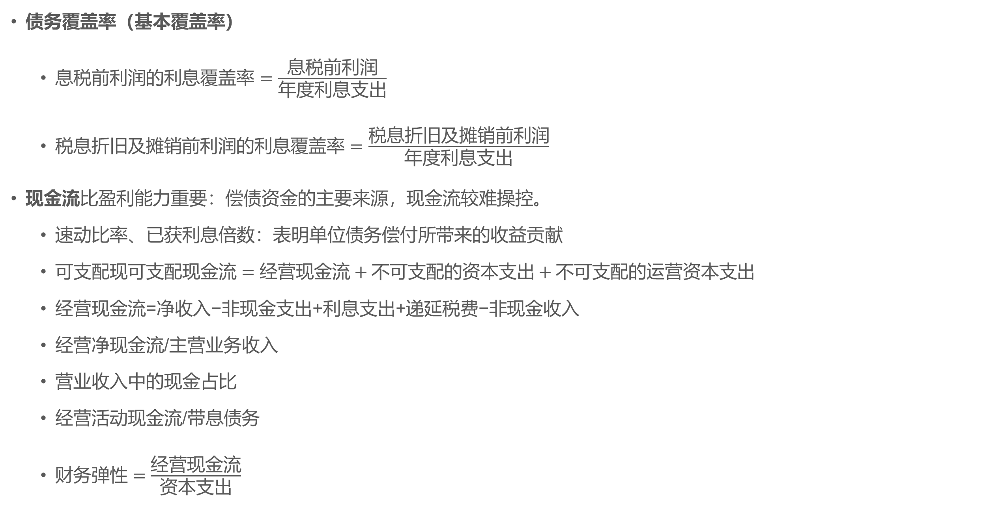 • 债务覆盖率（基本覆盖率）
• 息税前利润的利息覆盖率 = 息税前利润
年度利息支出
• 税息折旧及摊销前利润的利息覆盖率 = 税息折旧及摊销前利润
年度利息支出
• 现金流比盈利能力重要：偿债资金的主要来源，现金流较难操控。
• 速动比率、已获利息倍数：表明单位债务偿付所带来的收益贡献
• 可支配现可支配现金流 = 经营现金流 + 不可支配的资本支出 + 不可支配的运营资本支出
• 经营现金流=净收入−非现金支出+利息支出+递延税费−非现金收入
• 经营净现金流/主营业务收入
• 营业收入中的现金占比
• 经营活动现金流/带息债务
• 财务弹性 = 经营现金流
资本支出